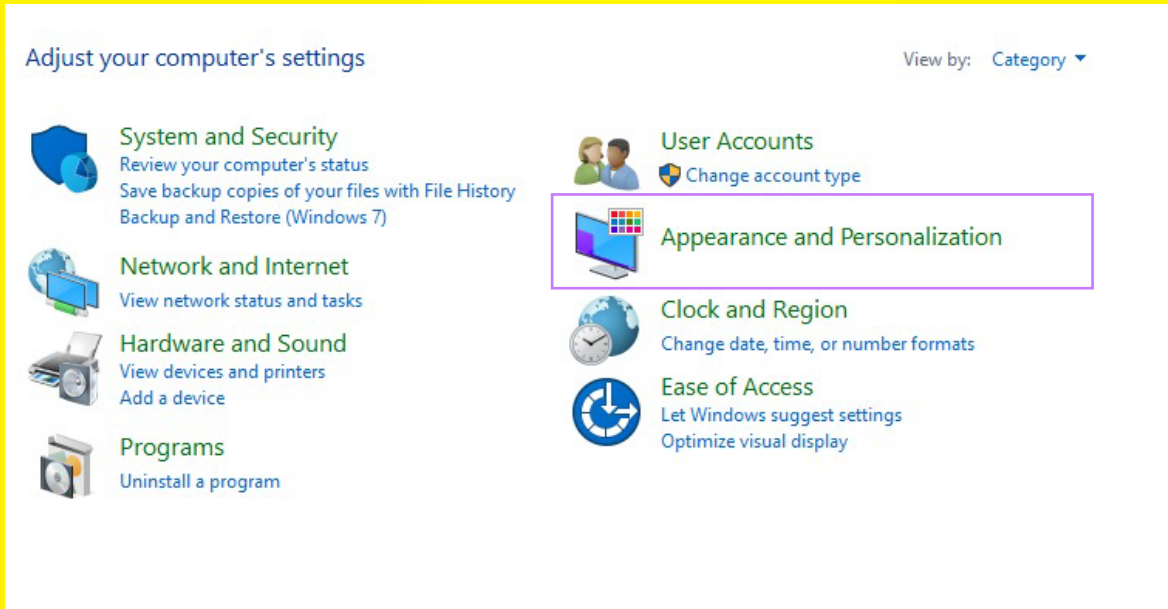 Adjust your computer's settings
View by: Category
System and Security
Review your computer's status
Save backup copies of your files with File History
Backup and Restore (Windows 7)
Network and Internet
View network status and tasks
Hardware and Sound
View devices and printers
Add a device
Programs
Uninstall a program
User Accounts
Change account type
Appearance and Personalization
Clock and Region
Change date, time, or number formats
Ease of Access
Let Windows suggest settings
Optimize visual display